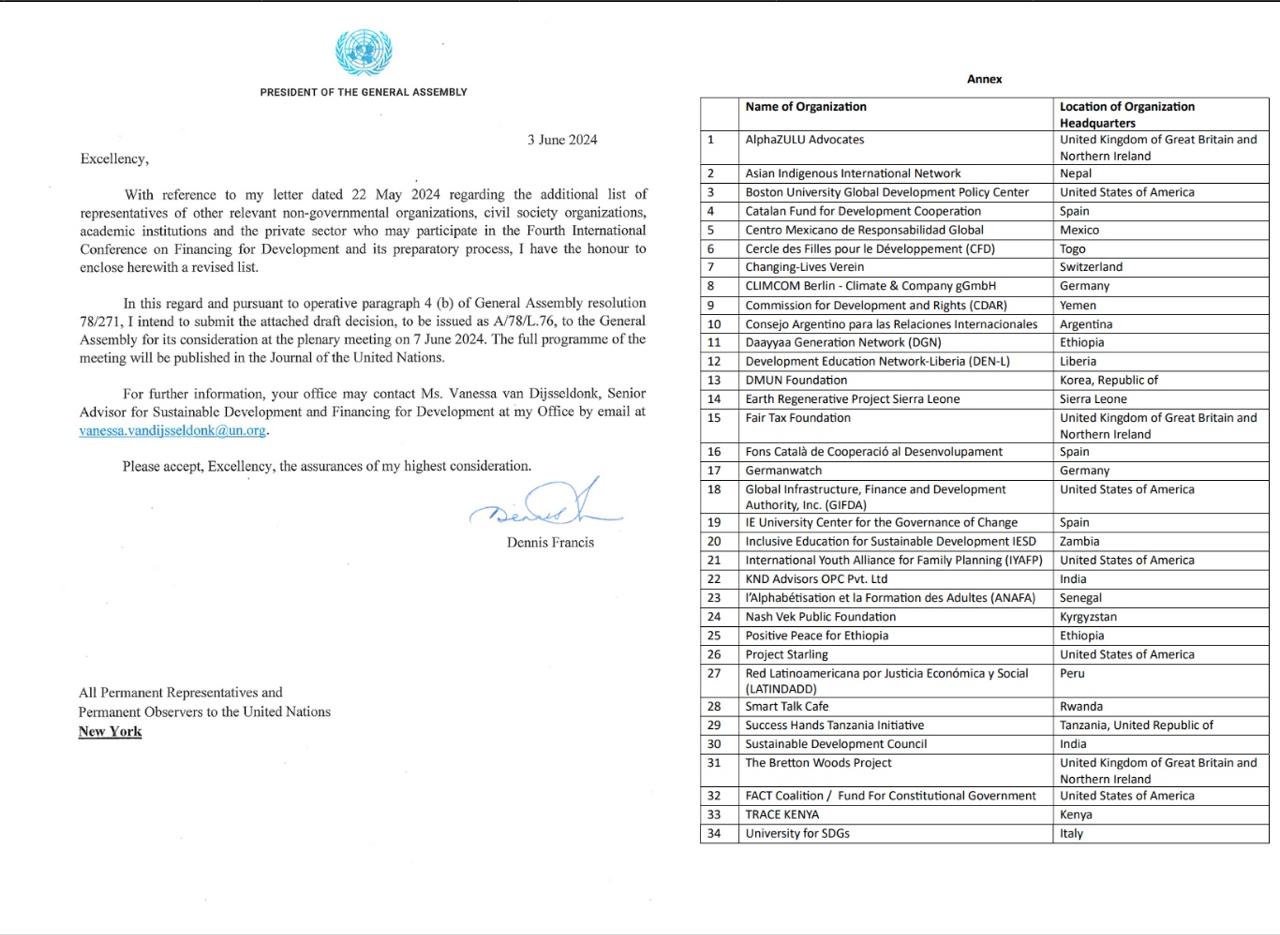 PRESIDENT OF THE GENERAL ASSEMBLY
3 June 2024
Excellency,
With reference to my letter dated 22 May 2024 regarding the additional list of
representatives of other relevant non-governmental organizations, civil society organizations,
academic institutions and the private sector who may participate in the Fourth International
Conference on Financing for Development and its preparatory process, I have the honour to
enclose herewith a revised list.
In this regard and pursuant to operative paragraph 4 (b) of General Assembly resolution
78/271, I intend to submit the attached draft decision, to be issued as A/78/L.76, to the General
Assembly for its consideration at the plenary meeting on 7 June 2024. The full programme of the
meeting will be published in the Journal of the United Nations.
For further information, your office may contact Ms. Vanessa van Dijsseldonk, Senior
Advisor for Sustainable Development and Financing for Development at my Office by email at
vanessa.vandijsseldonk@un.org.
Please accept, Excellency, the assurances of my highest consideration.
Dennis Francis
All Permanent Representatives and
Permanent Observers to the United Nations
New York
Annex
Name of Organization Location of Organization
Headquarters
1 AlphaZULU Advocates United Kingdom of Great Britain and
Northern Ireland
2 Asian Indigenous International Network Nepal
3 Boston University Global Development Policy Center United States of America
4 Catalan Fund for Development Cooperation Spain
5 Centro Mexicano de Responsabilidad Global Mexico
6 Cercle des Filles pour le Développement (CFD) Togo
7 Changing-Lives Verein Switzerland
8 CLIMCOM Berlin - Climate & Company gGmbH Germany
9 Commission for Development and Rights (CDAR) Yemen
10 Consejo Argentino para las Relaciones Internacionales Argentina
11 Daayyaa Generation Network (DGN) Ethiopia
12 Development Education Network-Liberia (DEN-L) Liberia
13 DMUN Foundation Korea, Republic of
14 Earth Regenerative Project Sierra Leone Sierra Leone
15 Fair Tax Foundation United Kingdom of Great Britain and
Northern Ireland
16 Fons Català de Cooperació al Desenvolupament Spain
17 Germanwatch Germany
18 Global Infrastructure, Finance and Development United States of America
Authority, Inc. (GIFDA)
19 IE University Center for the Governance of Change Spain
20 Inclusive Education for Sustainable Development IESD Zambia
21 International Youth Alliance for Family Planning (IYAFP) United States of America
22 KND Advisors OPC Pvt. Ltd India
23 l'Alphabétisation et la Formation des Adultes (ANAFA) Senegal
24 Nash Vek Public Foundation Kyrgyzstan
25 Positive Peace for Ethiopia Ethiopia
26 Project Starling United States of America
27 Red Latinoamericana por Justicia Económica y Social Peru
(LATINDADD)
28 Smart Talk Cafe Rwanda
29 Success Hands Tanzania Initiative Tanzania, United Republic of
30 Sustainable Development Council India
31 The Bretton Woods Project United Kingdom of Great Britain and
Northern Ireland
32 FACT Coalition / Fund For Constitutional Government United States of America
33 TRACE KENYA Kenya
34 University for SDGs Italy